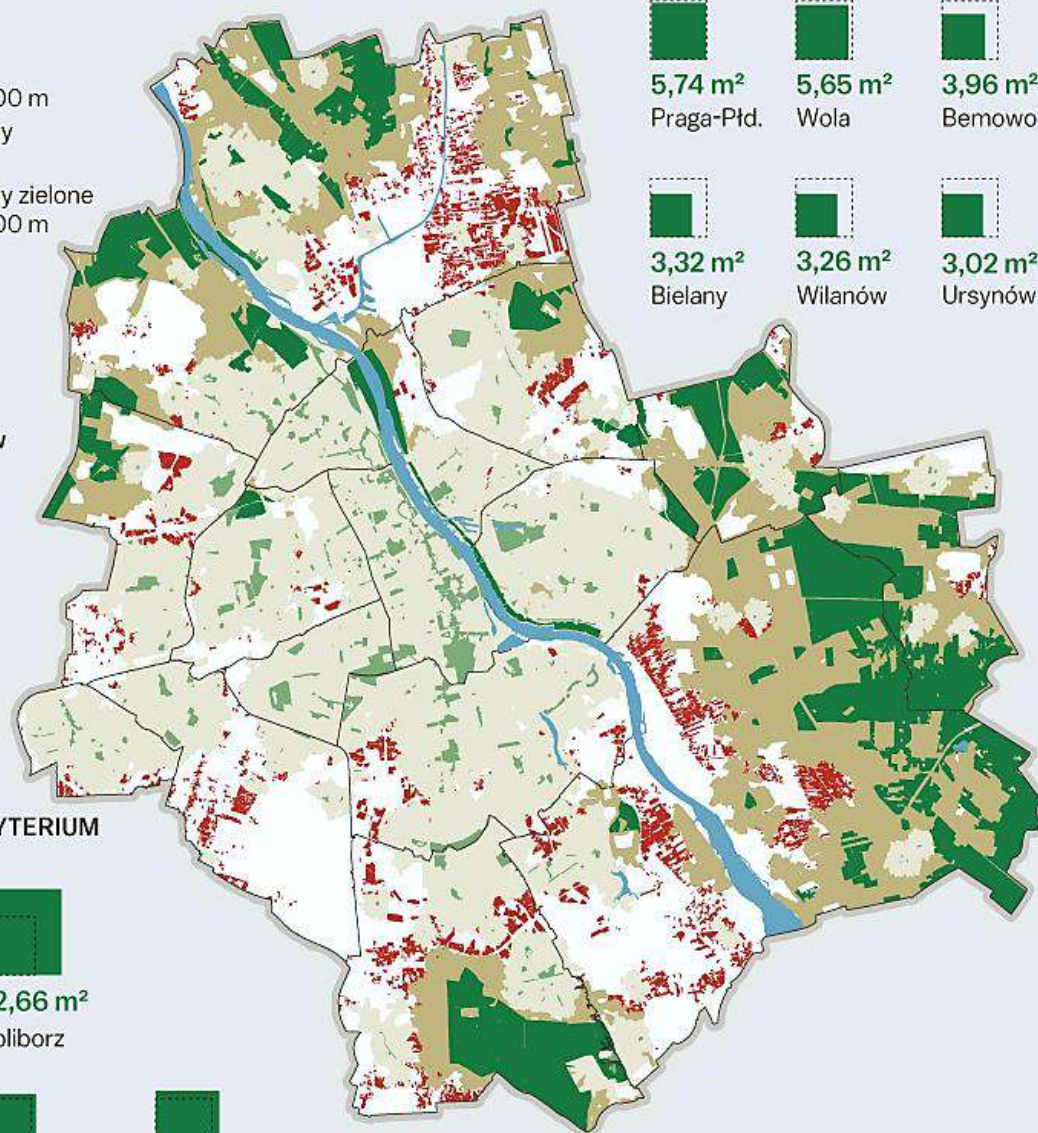 5,74 m²
Praga-Płd.
5,65 m²
Wola
3,96 m²
Bemowo
00 m
y
y zielone
00 m
3,32 m²
Bielany
3,26 m²
Wilanów
3,02 m²
Ursynów
YTERIUM
2,66 m²
oliborz